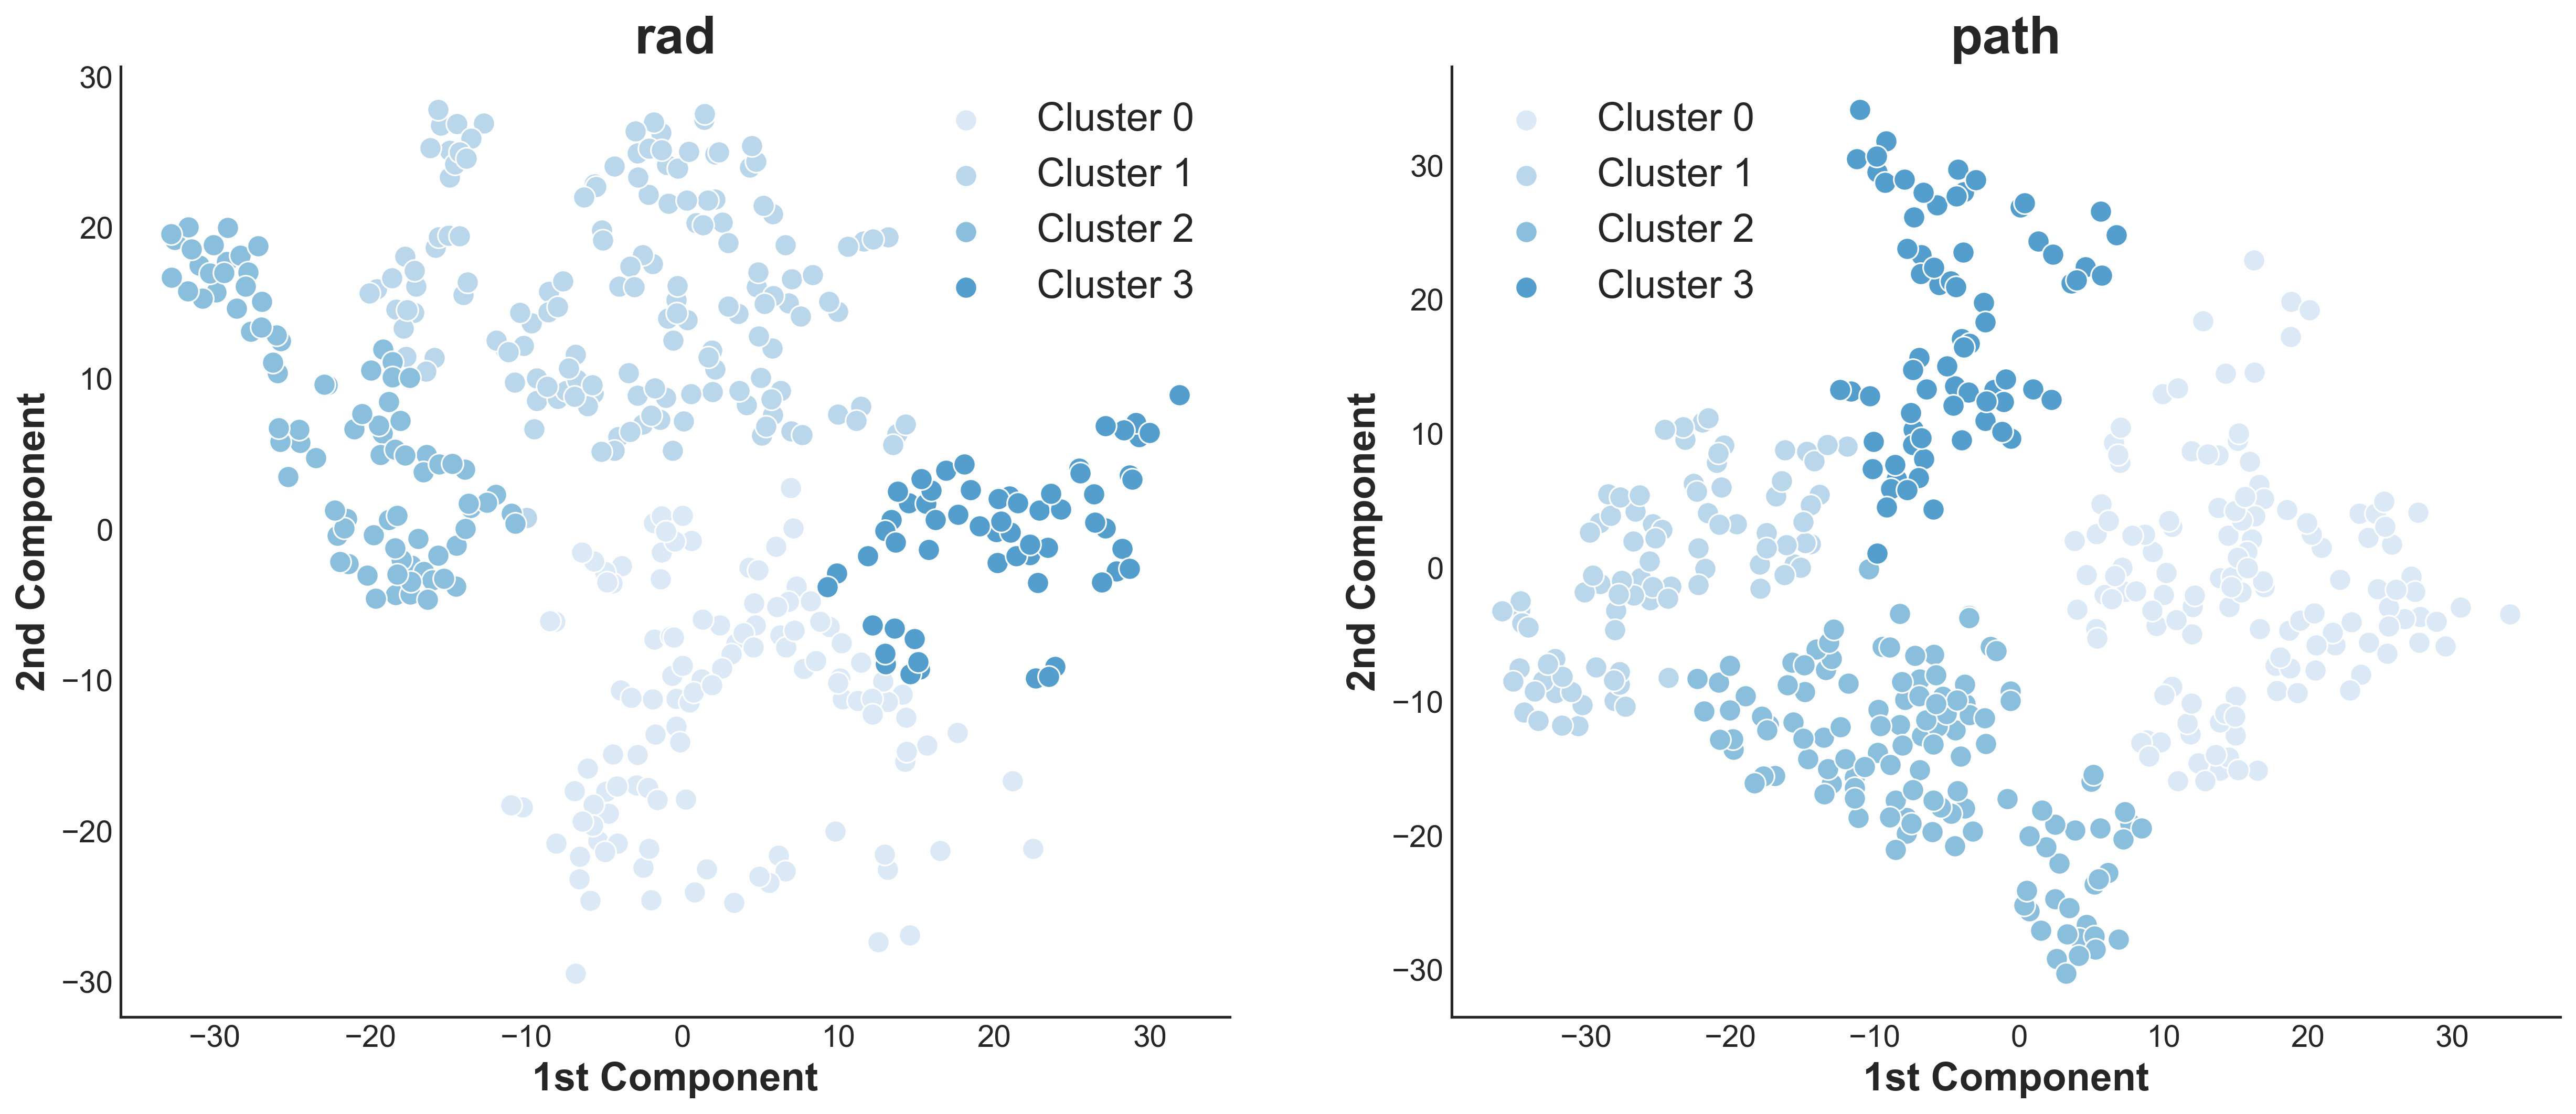 rad
30
20
10
0
−10
−20
−30
2nd Component
Cluster 0
Cluster 1
Cluster 2
Cluster 3
−30 −20 −10 0 10 20 30
1st Component
path
30
20
10
0
−10
−20
−30
2nd Component
Cluster 0
Cluster 1
Cluster 2
Cluster 3
−30 −20 −10 0 10 20 30
1st Component